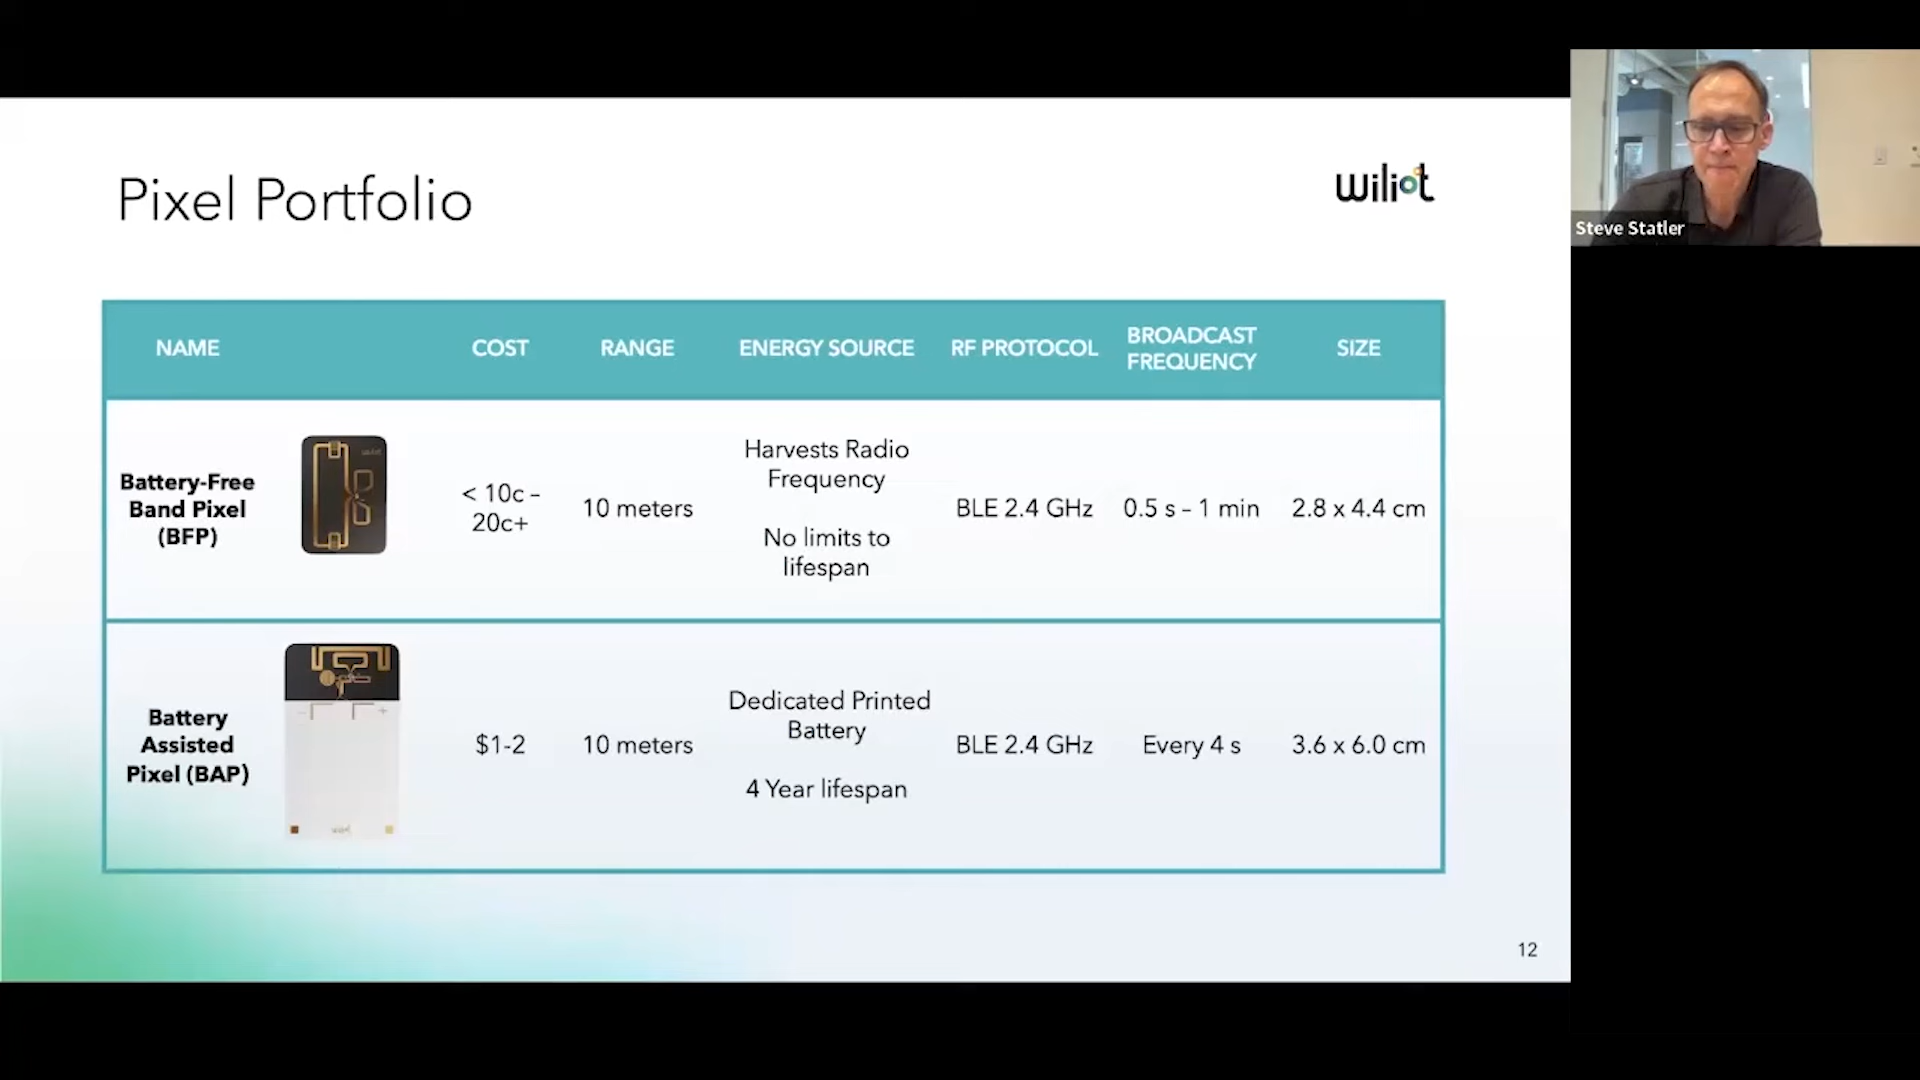 Pixel Portfolio
wiliot
Steve Statler
NAME
COST
RANGE
ENERGY SOURCE
RF PROTOCOL
BROADCAST
FREQUENCY
SIZE
Battery-Free
Band Pixel
(BFP)
wiliot
< 10c –
20c+
10 meters
Harvests Radio
Frequency
No limits to
lifespan
BLE 2.4 GHz
0.5 s – 1 min
2.8 x 4.4 cm
Battery
Assisted
Pixel (BAP)
– +
wiliot
$1-2
10 meters
Dedicated Printed
Battery
4 Year lifespan
BLE 2.4 GHz
Every 4 s
3.6 x 6.0 cm
12